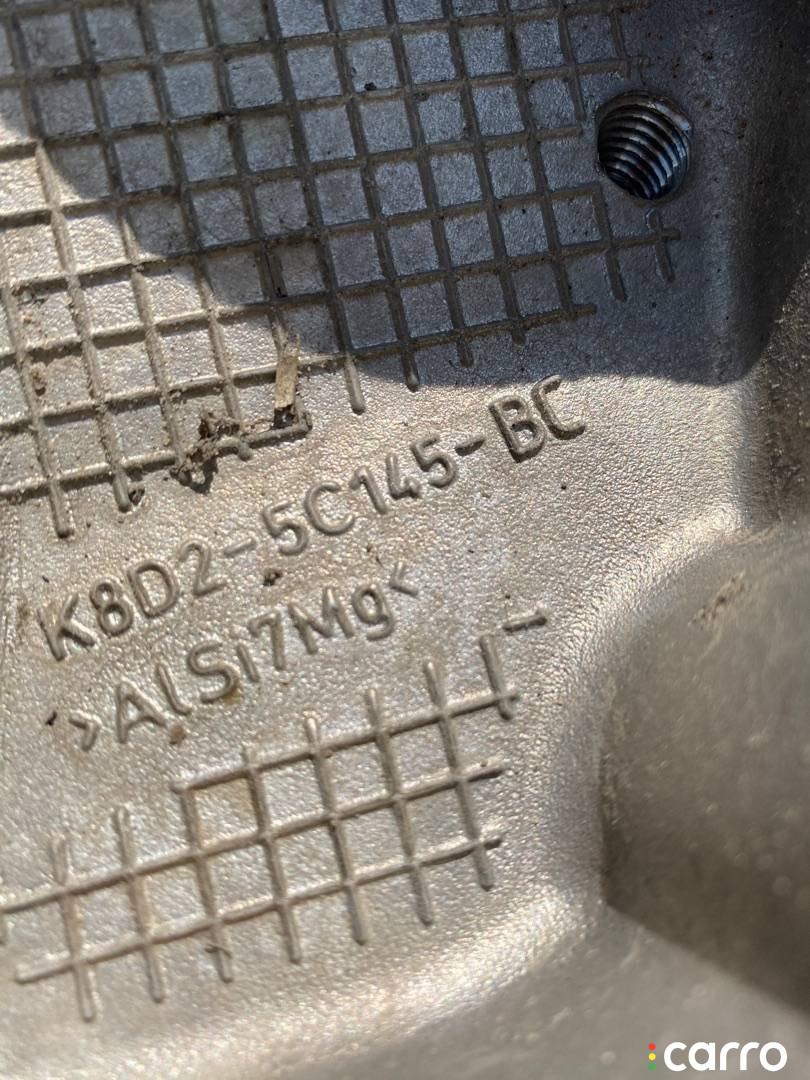 K8D2-5C145-BC
>AlSi7Mg<
carro